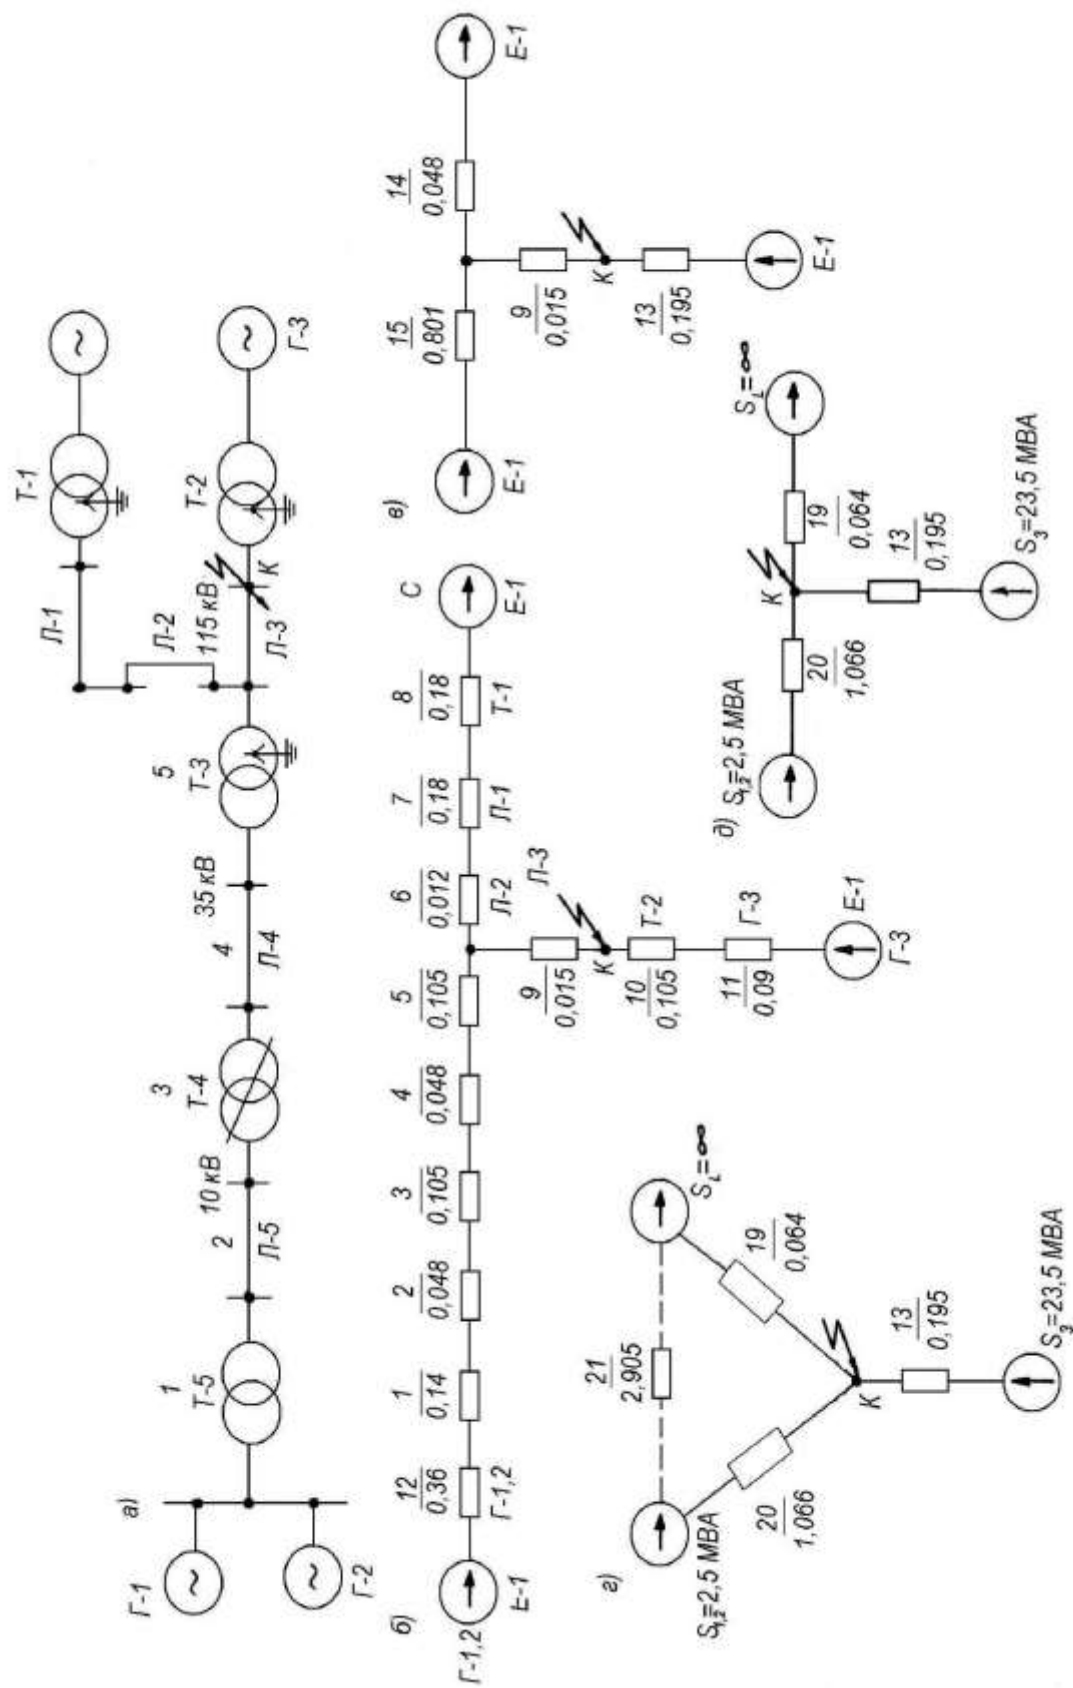 а)
Г-1
Г-2
1
Т-5
2
10 кВ
Л-5
3
Т-4
4
35 кВ
Л-4
5
Т-3
Л-1
Л-2
115 кВ
Л-3
К
Т-1
Т-2
Г-3
б)
Г-1,2
E-1
12
0,36
Г-1,2
1
0,14
2
0,048
3
0,105
4
0,048
5
0,105
6
0,012
Л-2
7
0,18
Л-1
8
0,18
Т-1
С
E-1
9
0,015
Л-3
К
10
0,105
Т-2
11
0,09
Г-3
E-1
Г-3
в)
E-1
15
0,801
14
0,048
E-1
9
0,015
К
13
0,195
E-1
г)
S1,2=2,5 МВА
21
2,905
S L=∞
20
1,066
19
0,064
К
13
0,195
S3=23,5 МВА
д)
S1,2=2,5 МВА
20
1,066
К
19
0,064
S L=∞
13
0,195
S3=23,5 МВА